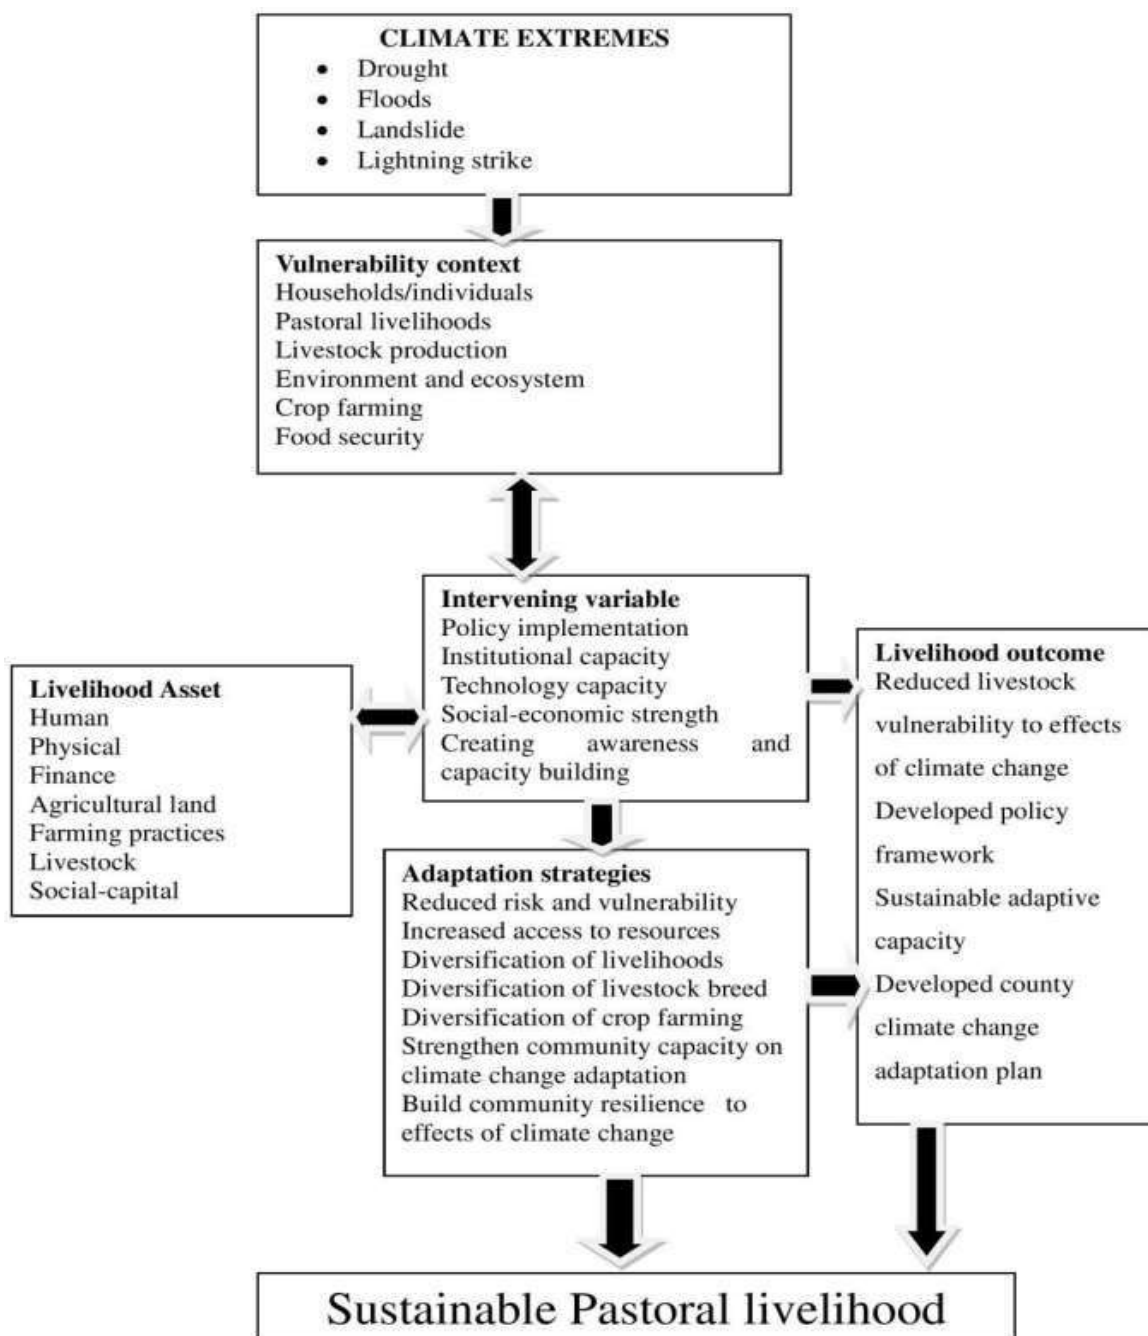 CLIMATE EXTREMES
• Drought
• Floods
• Landslide
• Lightning strike
Vulnerability context
Households/individuals
Pastoral livelihoods
Livestock production
Environment and ecosystem
Crop farming
Food security
Intervening variable
Policy implementation
Institutional capacity
Technology capacity
Social-economic strength
Creating awareness and
capacity building
Livelihood Asset
Human
Physical
Finance
Agricultural land
Farming practices
Livestock
Social-capital
Livelihood outcome
Reduced livestock
vulnerability to effects
of climate change
Developed policy
framework
Sustainable adaptive
capacity
Developed county
climate change
adaptation plan
Adaptation strategies
Reduced risk and vulnerability
Increased access to resources
Diversification of livelihoods
Diversification of livestock breed
Diversification of crop farming
Strengthen community capacity on
climate change adaptation
Build community resilience to
effects of climate change
Sustainable Pastoral livelihood